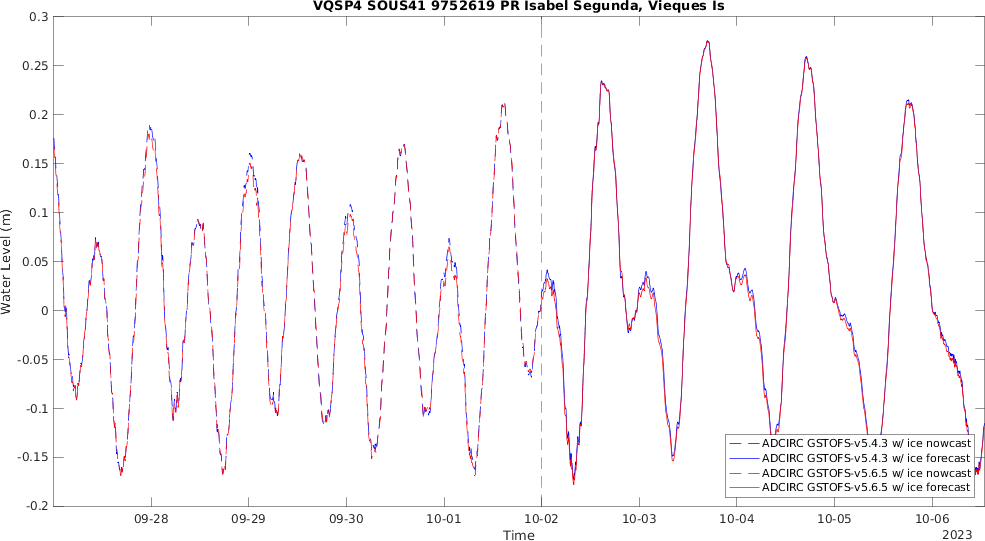 VQSP4 SOUS41 9752619 PR Isabel Segunda, Vieques Is
0.3
0.25
0.2
0.15
0.1
0.05
0
-0.05
-0.1
-0.15
-0.2
Water Level (m)
ADCIRC GSTOFS-v5.4.3 w/ ice nowcast
ADCIRC GSTOFS-v5.4.3 w/ ice forecast
ADCIRC GSTOFS-v5.6.5 w/ ice nowcast
ADCIRC GSTOFS-v5.6.5 w/ ice forecast
09-28 09-29 09-30 10-01 10-02 10-03 10-04 10-05 10-06
Time
2023